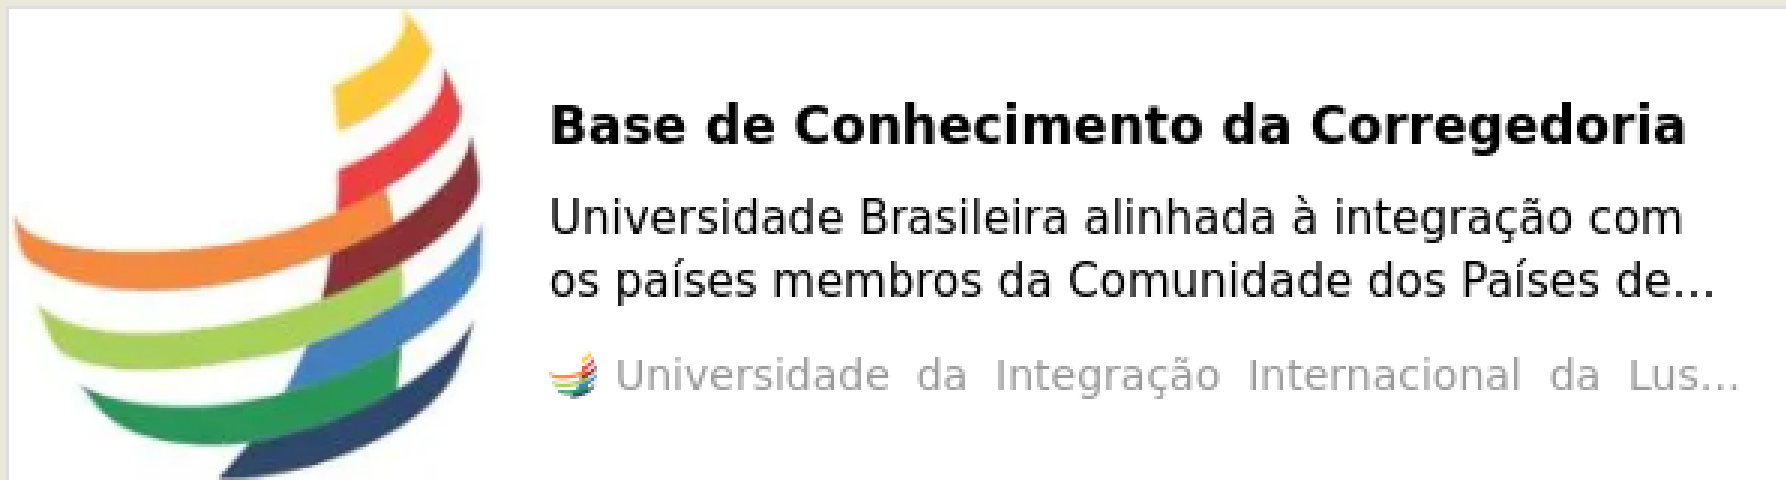 Base de Conhecimento da Corregedoria
Universidade Brasileira alinhada à integração com
os países membros da Comunidade dos Países de...
Universidade da Integração Internacional da Lus...